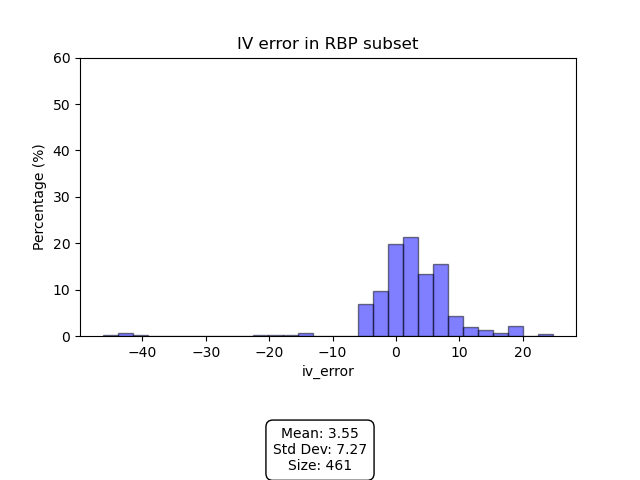 IV error in RBP subset
60
50
40
30
20
10
0
Percentage (%)
−40
−30
−20
−10
0
10
20
iv_error
Mean: 3.55
Std Dev: 7.27
Size: 461